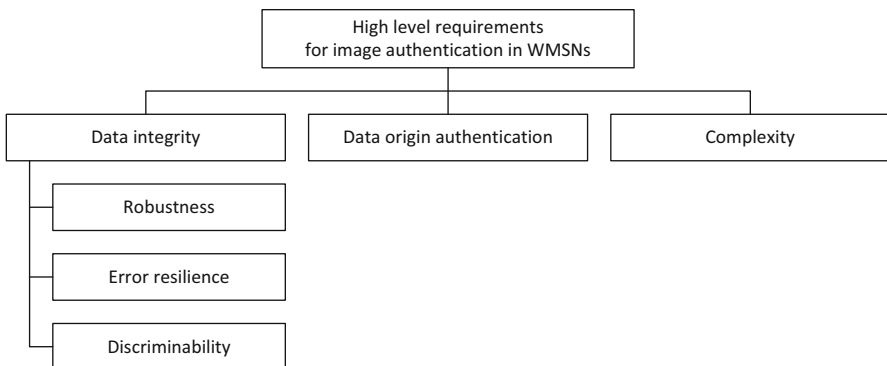 High level requirements
for image authentication in WMSNs
Data integrity
Data origin authentication
Complexity
Robustness
Error resilience
Discriminability